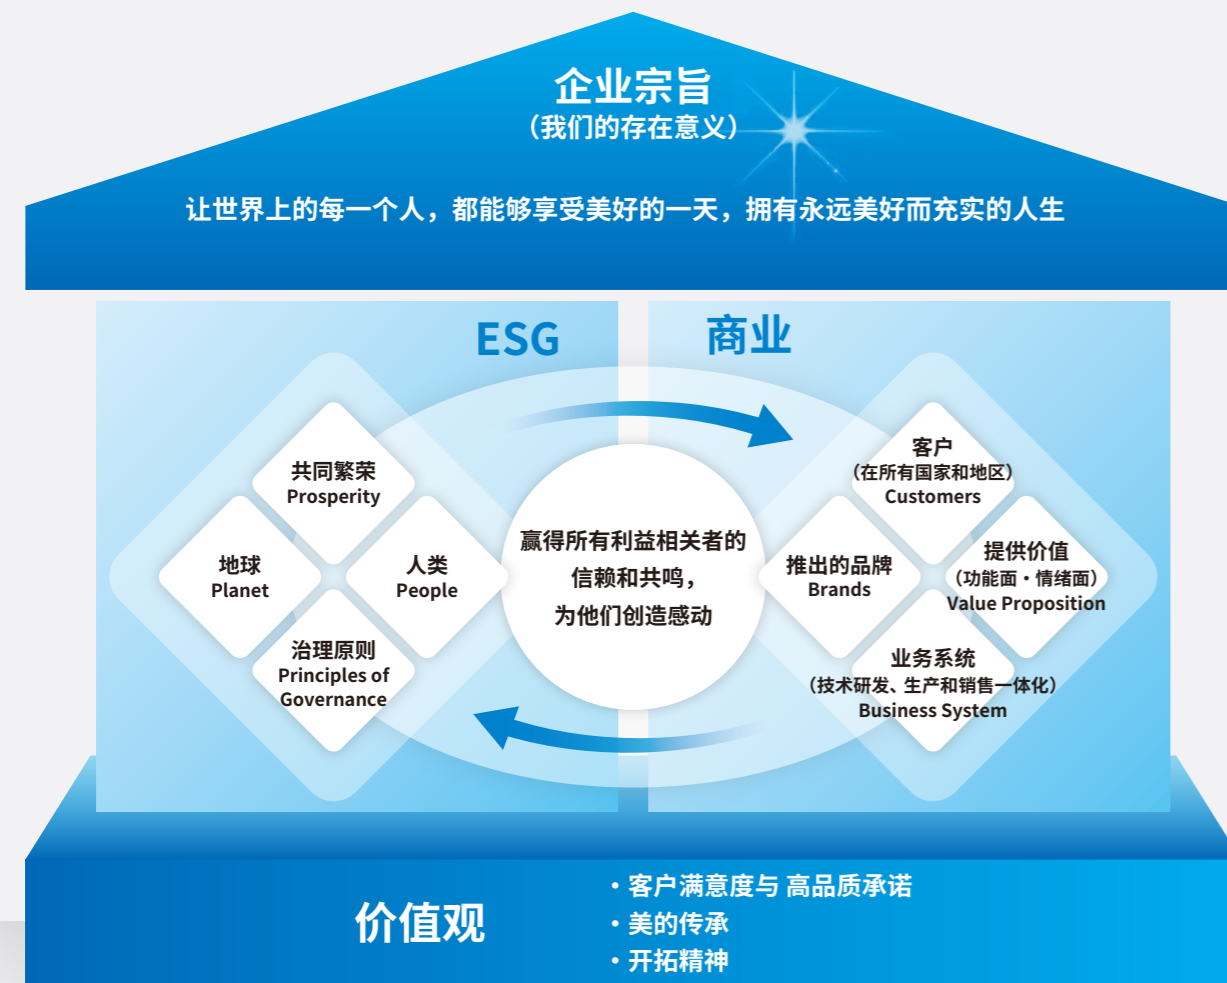 企业宗旨
（我们的存在意义）
让世界上的每一个人，都能够享受美好的一天，拥有永远美好而充实的人生
ESG
共同繁荣
Prosperity
地球
Planet
人类
People
治理原则
Principles of
Governance
赢得所有利益相关者的
信赖和共鸣，
为他们创造感动
商业
客户
（在所有国家和地区）
Customers
推出的品牌
Brands
提供价值
（功能面・情绪面）
Value Proposition
业务系统
（技术研发、生产和销售一体化）
Business System
价值观
・客户满意度与 高品质承诺
・美的传承
・开拓精神